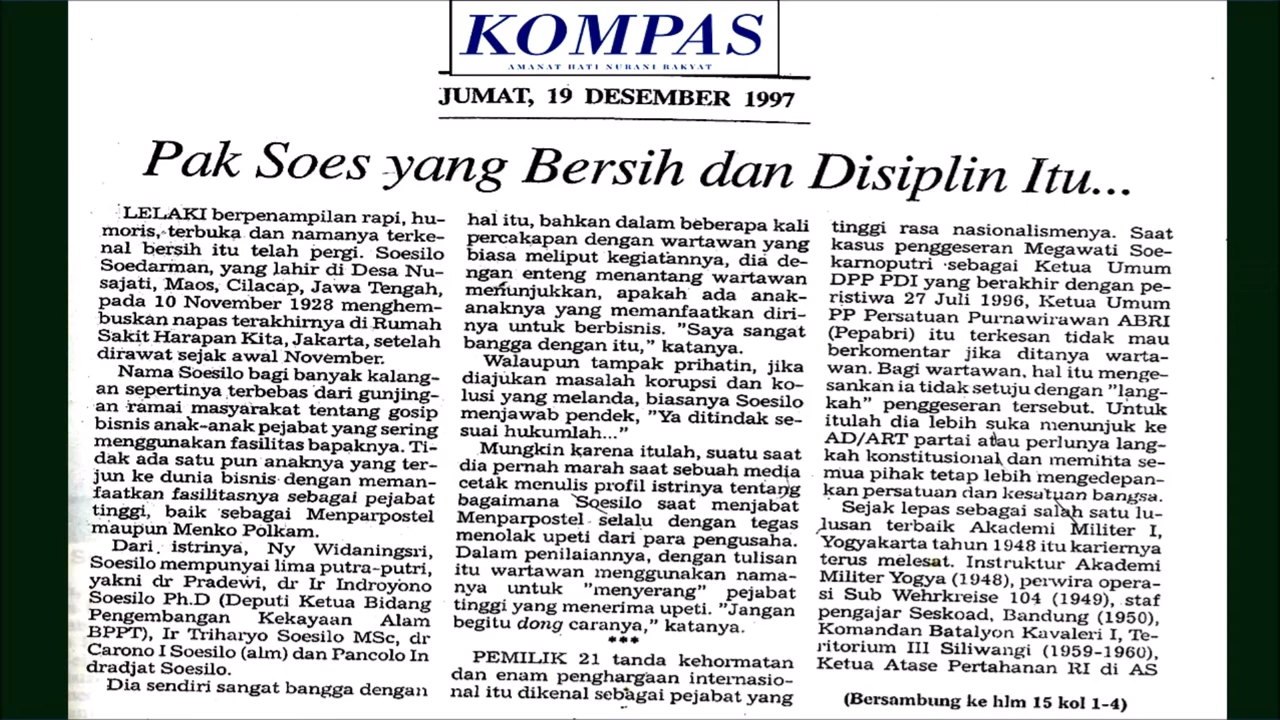 KOMPAS
AMANAT HATI NURANI RAKYAT
JUMAT, 19 DESEMBER 1997
Pak Soes yang Bersih dan Disiplin Itu...
LELAKI berpenampilan rapi, hu-
moris, terbuka dan namanya terke-
nal bersih itu telah pergi. Soesilo
Soedarman, yang lahir di Desa Nu-
sajati, Maos, Cilacap, Jawa Tengah,
pada 10 November 1928 menghem-
buskan napas terakhirnya di Rumah
Sakit Harapan Kita, Jakarta, setelah
dirawat sejak awal November.
Nama Soesilo bagi banyak kalang-
an sepertinya terbebas dari gunjing-
an ramai masyarakat tentang gosip
bisnis anak-anak pejabat yang sering
menggunakan fasilitas bapaknya. Ti-
dak ada satu pun anaknya yang ter-
jun ke dunia bisnis dengan meman-
faatkan fasilitasnya sebagai pejabat
tinggi, baik sebagai Menparpostel
maupun Menko Polkam.
Dari istrinya, Ny Widaningsri,
Soesilo mempunyai lima putra-putri,
yakni dr Pradewi, dr Ir Indroyono
Soesilo Ph.D (Deputi Ketua Bidang
Pengembangan Kekayaan Alam
BPPT), Ir Triharyo Soesilo MSc, dr
Carono I Soesilo (alm) dan Pancolo In
dradjat Soesilo.
Dia sendiri sangat bangga dengan
hal itu, bahkan dalam beberapa kali
percakapan dengan wartawan yang
biasa meliput kegiatannya, dia de-
ngan enteng menantang wartawan
menunjukkan, apakah ada anak-
anaknya yang memanfaatkan diri-
nya untuk berbisnis. "Saya sangat
bangga dengan itu," katanya.
Walaupun tampak prihatin, jika
diajukan masalah korupsi dan ko-
lusi yang melanda, biasanya Soesilo
menjawab pendek, "Ya ditindak se-
suai hukumlah..."
Mungkin karena itulah, suatu saat
dia pernah marah saat sebuah media
cetak menulis profil istrinya tentang
bagaimana Soesilo saat menjabat
Menparpostel selalu dengan tegas
menolak upeti dari para pengusaha.
Dalam penilaiannya, dengan tulisan
itu wartawan menggunakan nama-
nya untuk "menyerang" pejabat
tinggi yang menerima upeti. "Jangan
begitu dong caranya," katanya.
***
PEMILIK 21 tanda kehormatan
dan enam penghargaan internasio-
nal itu dikenal sebagai pejabat yang
tinggi rasa nasionalismenya. Saat
kasus penggeseran Megawati Soe-
karnoputri sebagai Ketua Umum
DPP PDI yang berakhir dengan pe-
ristiwa 27 Juli 1996, Ketua Umum
PP Persatuan Purnawirawan ABRI
(Pepabri) itu terkesan tidak mau
berkomentar jika ditanya warta-
wan. Bagi wartawan, hal itu menge-
sankan ia tidak setuju dengan "lang-
kah" penggeseran tersebut. Untuk
itulah dia lebih suka menunjuk ke
AD/ART partai atau perlunya lang-
kah konstitusional dan meminta se-
mua pihak tetap lebih mengedepan-
kan persatuan dan kesatuan bangsa.
Sejak lepas sebagai salah satu lu-
lusan terbaik Akademi Militer I,
Yogyakarta tahun 1948 itu kariernya
terus melesat. Instruktur Akademi
Militer Yogya (1948), perwira opera-
si Sub Wehrkreise 104 (1949), staf
pengajar Seskoad, Bandung (1950),
Komandan Batalyon Kavaleri I, Te-
ritorium III Siliwangi (1959-1960),
Ketua Atase Pertahanan RI di AS
(Bersambung ke hlm 15 kol 1-4)